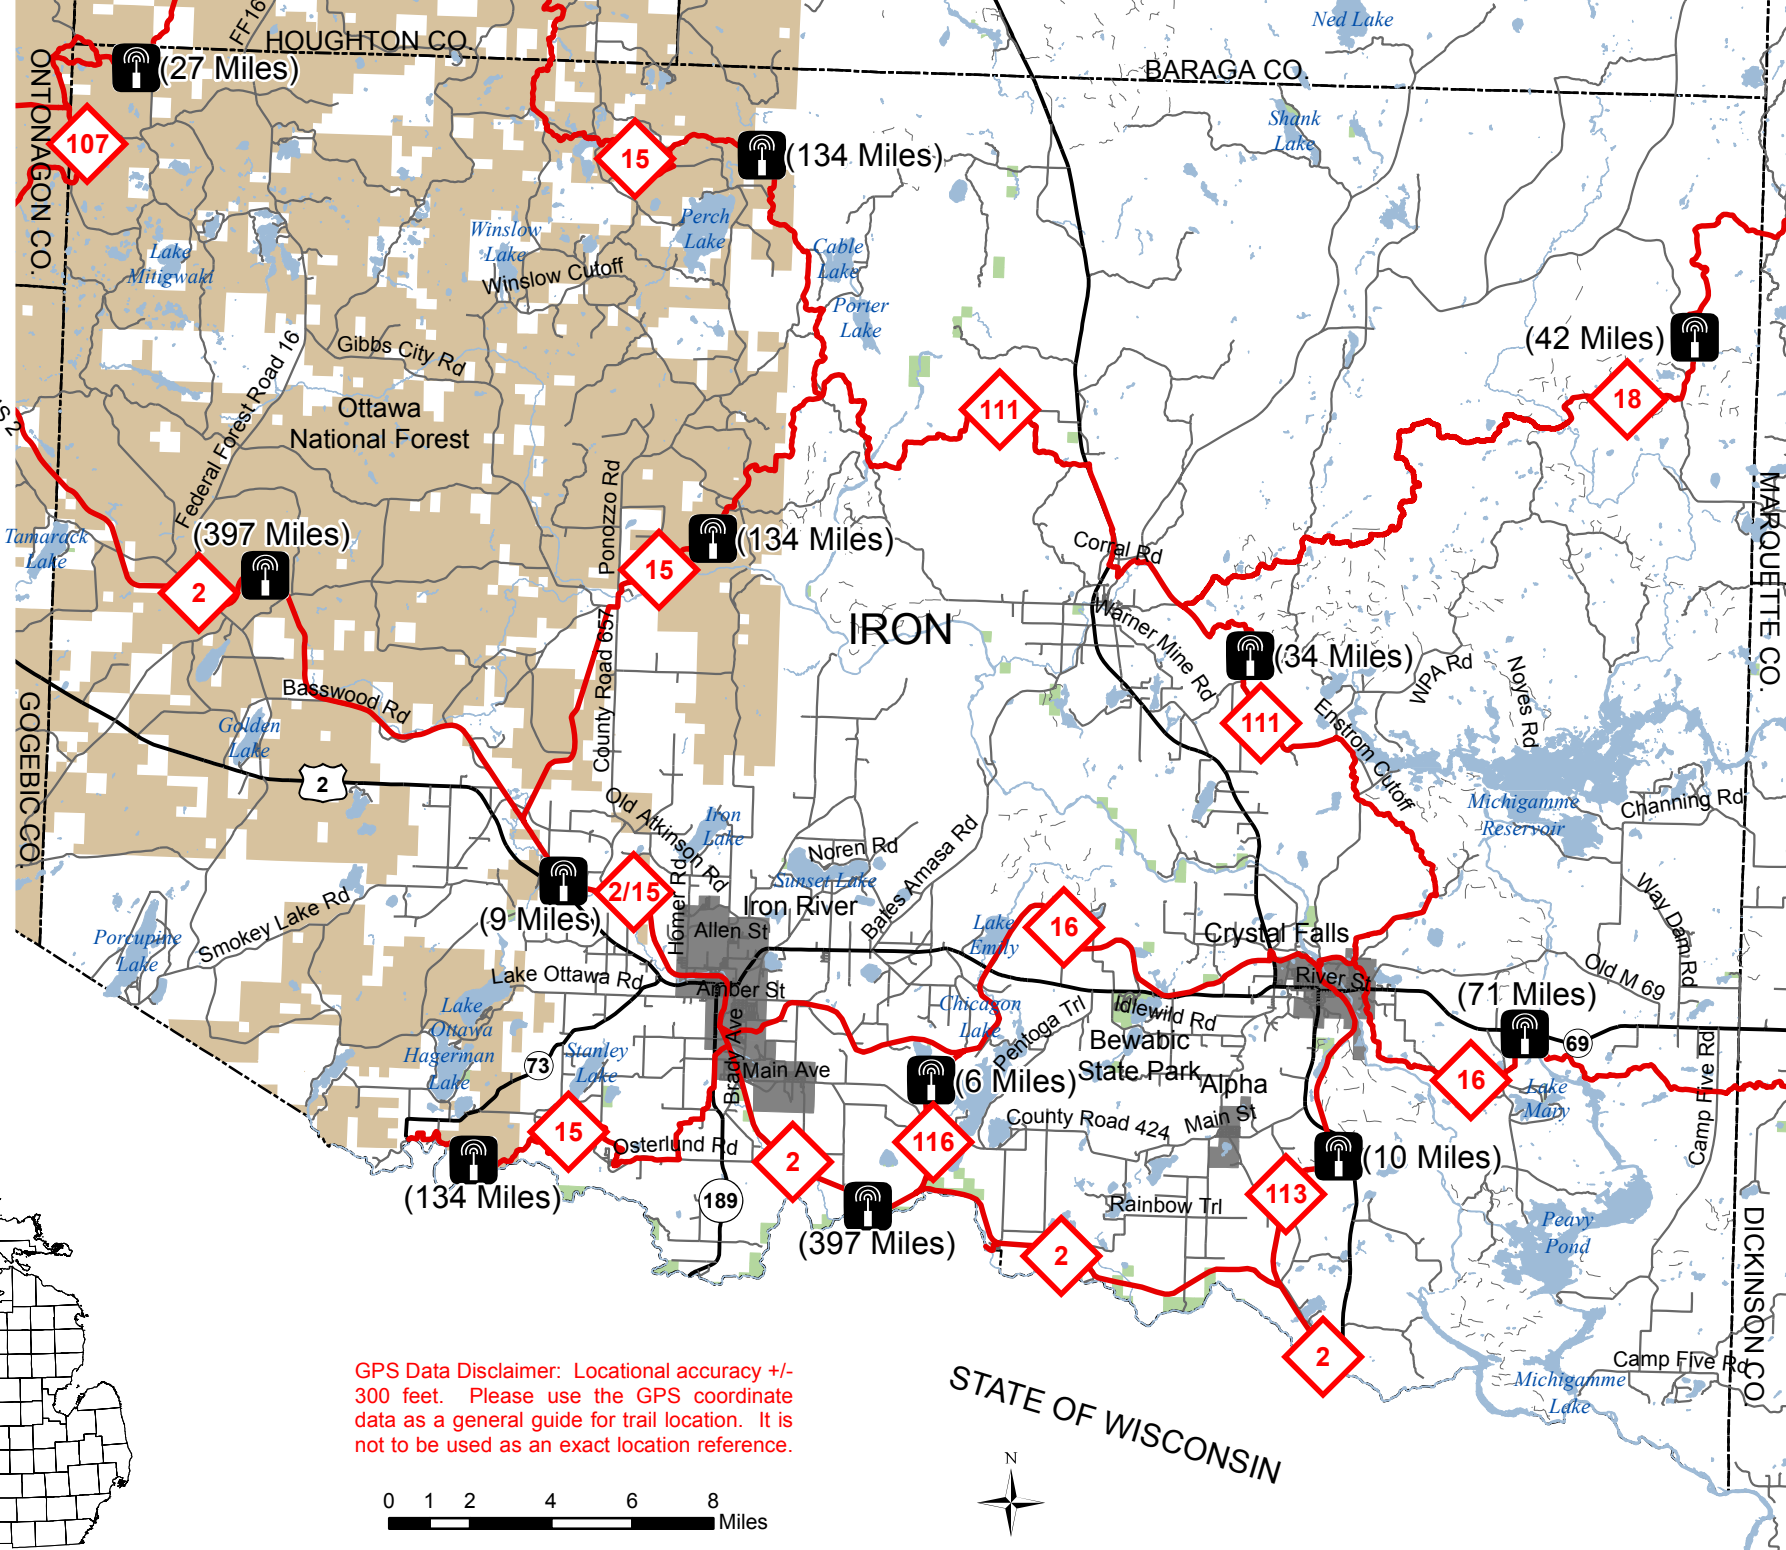 Ned Lake
FF16
HOUGHTON CO.
BARAGA CO.
(27 Miles)
ONTONAGON CO.
107
15
(134 Miles)
Shank
Lake
Perch
Lake
Winslow
Lake
Winslow Cutoff
Lake
Mitigwaki
Cable
Lake
Porter
Lake
(42 Miles)
18
Gibbs City Rd
Federal Forest Road 16
Ottawa
National Forest
111
US 2
Ponozzo Rd
MARQUETTE CO.
Tamarack
Lake
(397 Miles)
2
15
(134 Miles)
Corral Rd
IRON
Warner Mine Rd
(34 Miles)
111
WPA Rd
Noyes Rd
Enstrom Cutoff
County Road 657
Basswood Rd
Golden
Lake
GOGEBIC CO.
2
Old Atkinson Rd
Iron
Lake
Michigamme
Reservoir
Channing Rd
Noren Rd
Sunset Lake
Bates Amasa Rd
2/15
(9 Miles)
Homer Rd
Iron River
Allen St
Smokey Lake Rd
Porcupine
Lake
Lake
Emily
16
Crystal Falls
Way Dam Rd
Old M 69
Lake Ottawa Rd
Amber St
River St
(71 Miles)
Lake
Ottawa
Chicagon
Lake
Pentoga Trl
Idlewild Rd
Bewabic
State Park
Brady Ave
69
Hagerman
Lake
73
Stanley
Lake
Main Ave
(6 Miles)
Alpha
16
Lake
Mary
Camp Five Rd
County Road 424
Main St
15
Osterlund Rd
2
116
(10 Miles)
113
(134 Miles)
189
Rainbow Trl
(397 Miles)
2
Peavy
Pond
DICKINSON CO.
2
Camp Five Rd
Michigamme
Lake
GPS Data Disclaimer: Locational accuracy +/-
300 feet. Please use the GPS coordinate
data as a general guide for trail location. It is
not to be used as an exact location reference.
STATE OF WISCONSIN
N
0 1 2 4 6 8
Miles